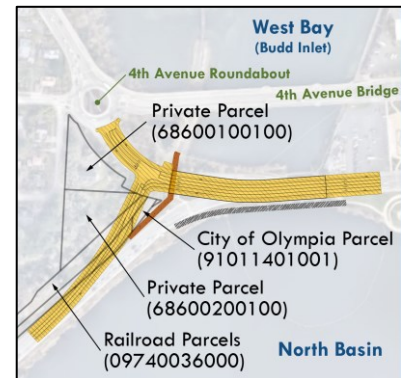 West Bay
(Budd Inlet)
4th Avenue Roundabout
4th Avenue Bridge
Private Parcel
(68600100100)
City of Olympia Parcel
(91011401001)
Private Parcel
(68600200100)
Railroad Parcels
(09740036000)
North Basin